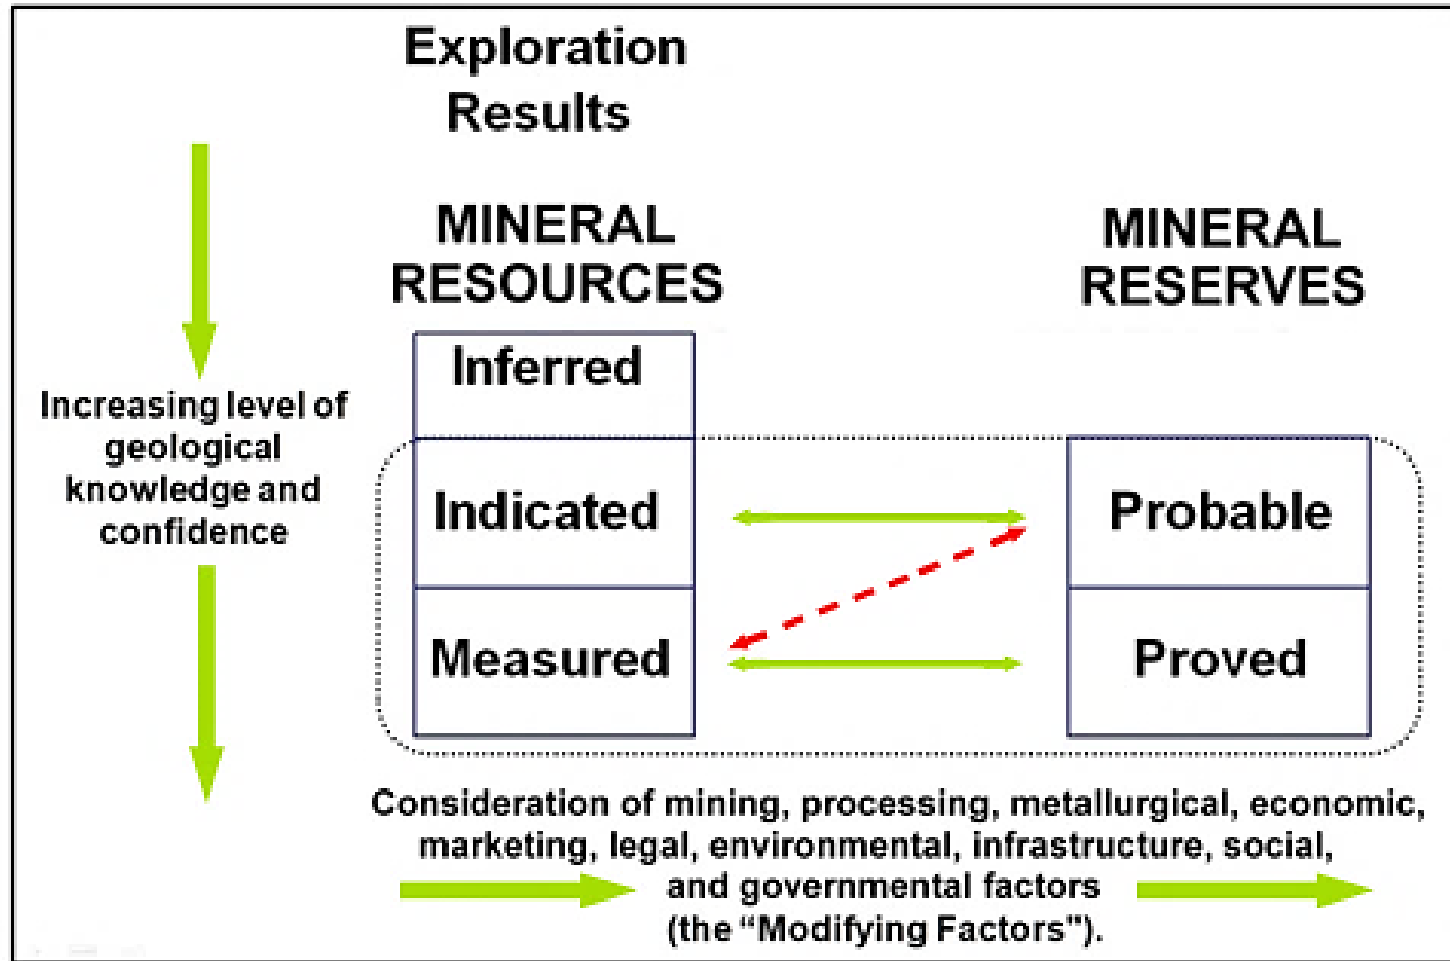 Exploration
Results
MINERAL
RESOURCES
MINERAL
RESERVES
Inferred
Increasing level of
geological
knowledge and
confidence
Indicated
Probable
Measured
Proved
Consideration of mining, processing, metallurgical, economic,
marketing, legal, environmental, infrastructure, social,
and governmental factors
(the “Modifying Factors").